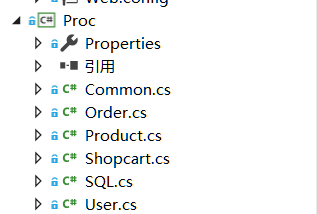 Web.config
C# Proc
Properties
引用
C# Common.cs
C# Order.cs
C# Product.cs
C# Shopcart.cs
C# SQL.cs
C# User.cs